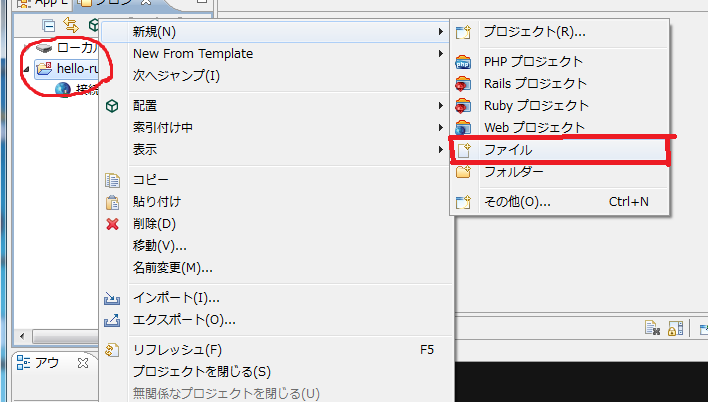 App E
ローカル
hello-ru
接続
新規(N)
New From Template
次へジャンプ(I)
配置
索引付け中
表示
コピー
貼り付け
削除(D)
移動(V)...
名前変更(M)...
インポート(I)...
エクスポート(O)...
リフレッシュ(F) F5
プロジェクトを閉じる(S)
無関係なプロジェクトを閉じる(U)
プロジェクト(R)...
PHP プロジェクト
Rails プロジェクト
Ruby プロジェクト
Web プロジェクト
ファイル
フォルダー
その他(O)... Ctrl+N
アウ